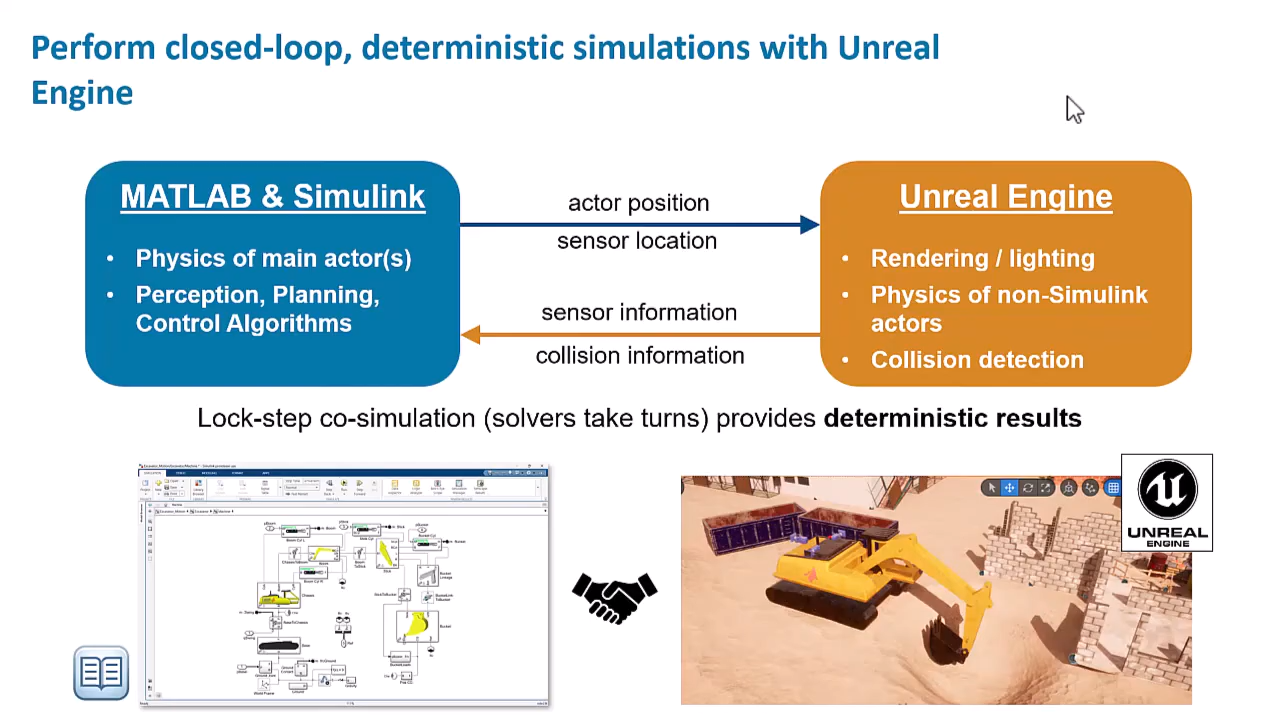 Perform closed-loop, deterministic simulations with Unreal
Engine
MATLAB & Simulink
• Physics of main actor(s)
• Perception, Planning,
Control Algorithms
actor position
sensor location
sensor information
collision information
Unreal Engine
• Rendering / lighting
• Physics of non-Simulink
actors
• Collision detection
Lock-step co-simulation (solvers take turns) provides deterministic results
Chassis
Bucket
UNREAL
ENGINE